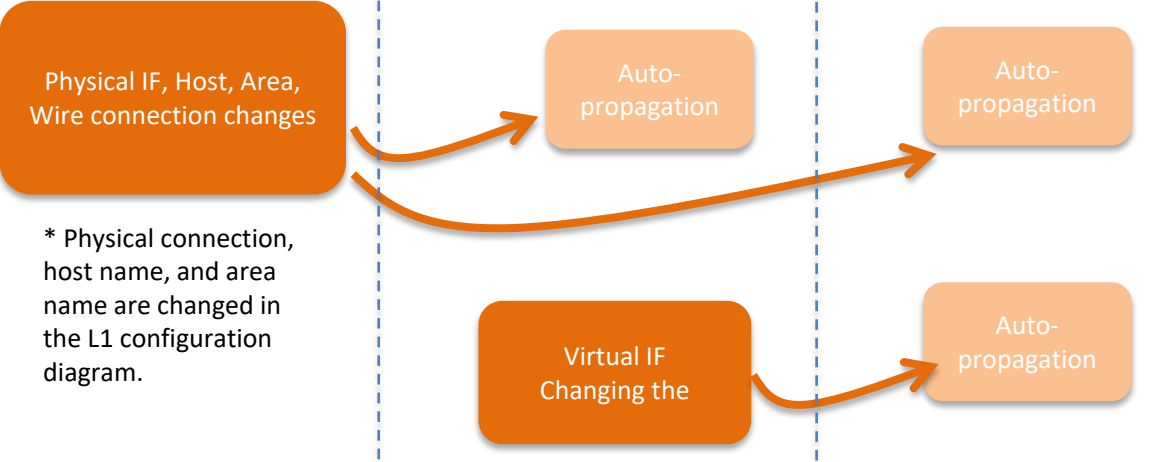 Physical IF, Host, Area,
Wire connection changes
Auto-
propagation
Auto-
propagation
* Physical connection,
host name, and area
name are changed in
the L1 configuration
diagram.
Virtual IF
Changing the
Auto-
propagation